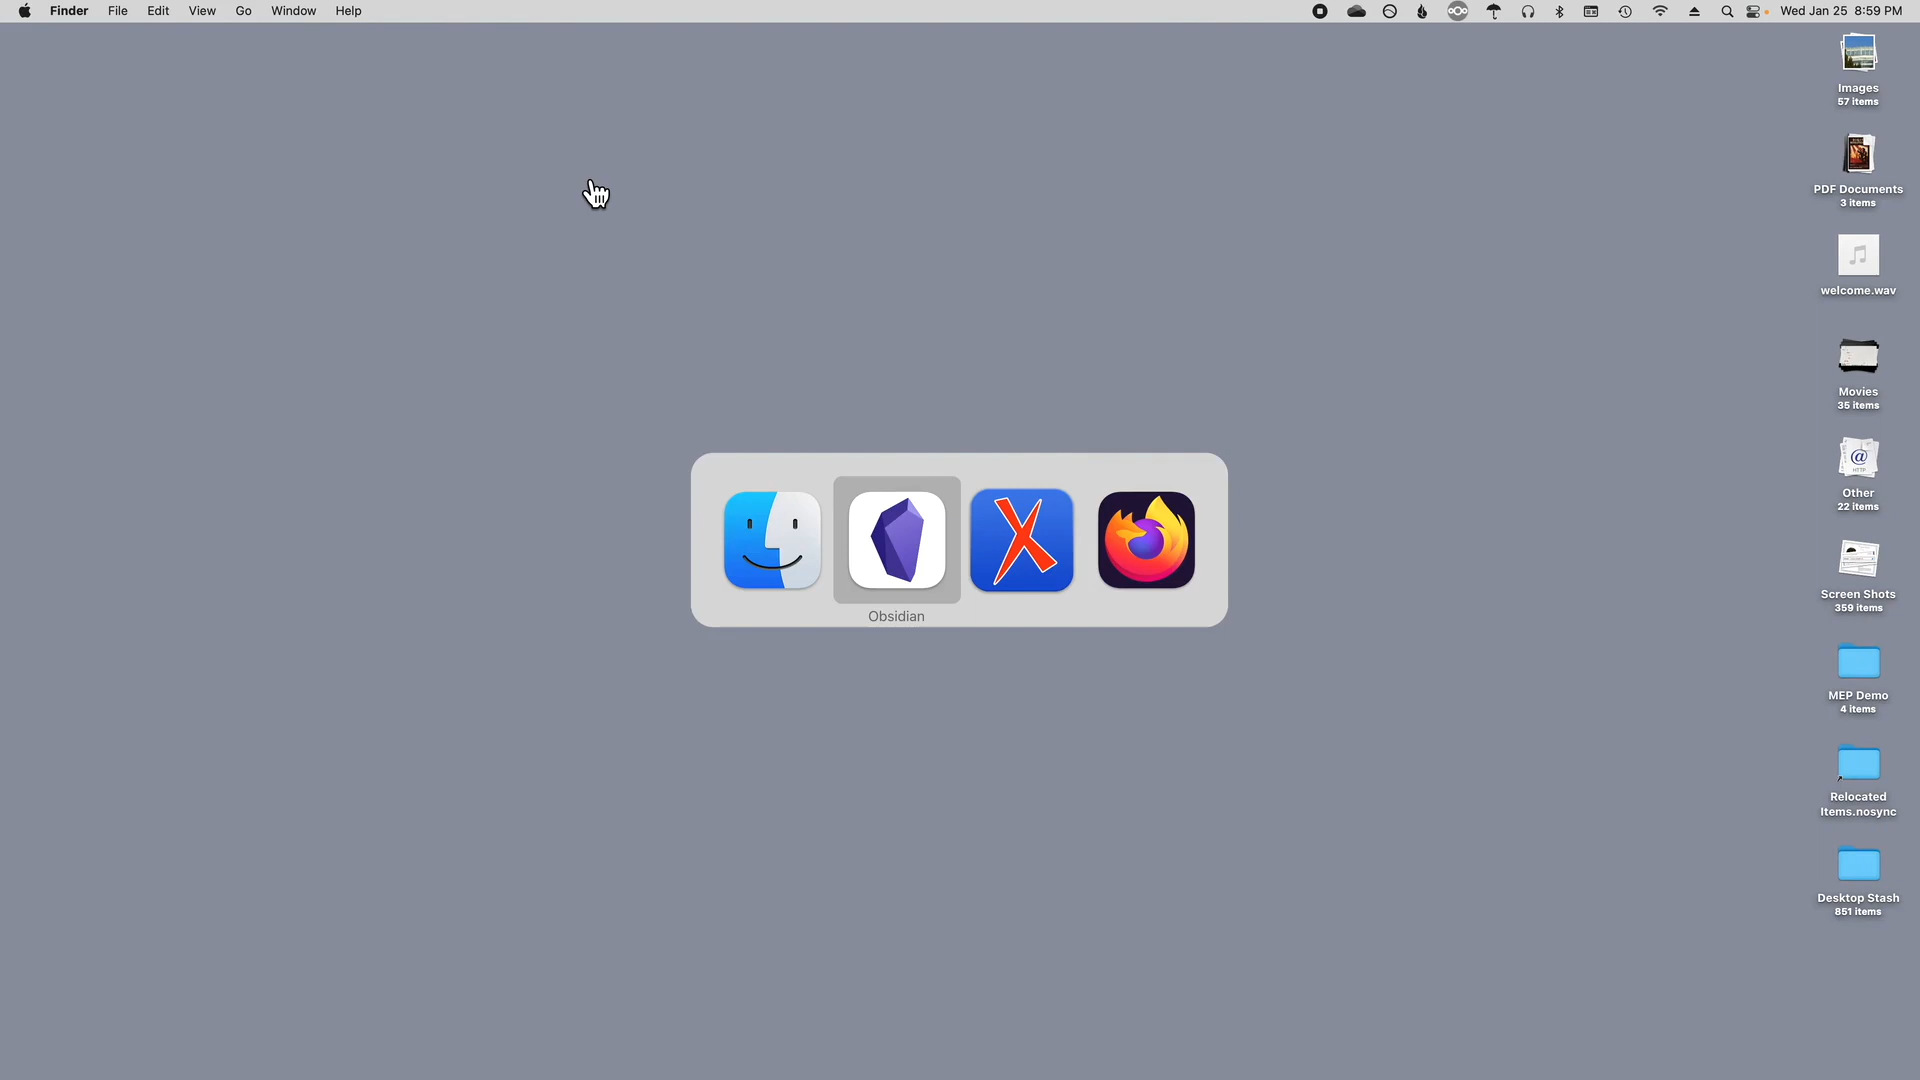 Finder File Edit View Go Window Help Wed Jan 25 8:59 PM
Images
57 items
PDF Documents
3 items
welcome.wav
Movies
35 items
@
HTTP
Other
22 items
Screen Shots
359 items
MEP Demo
4 items
Relocated
Items.nosync
Desktop Stash
851 items
Obsidian